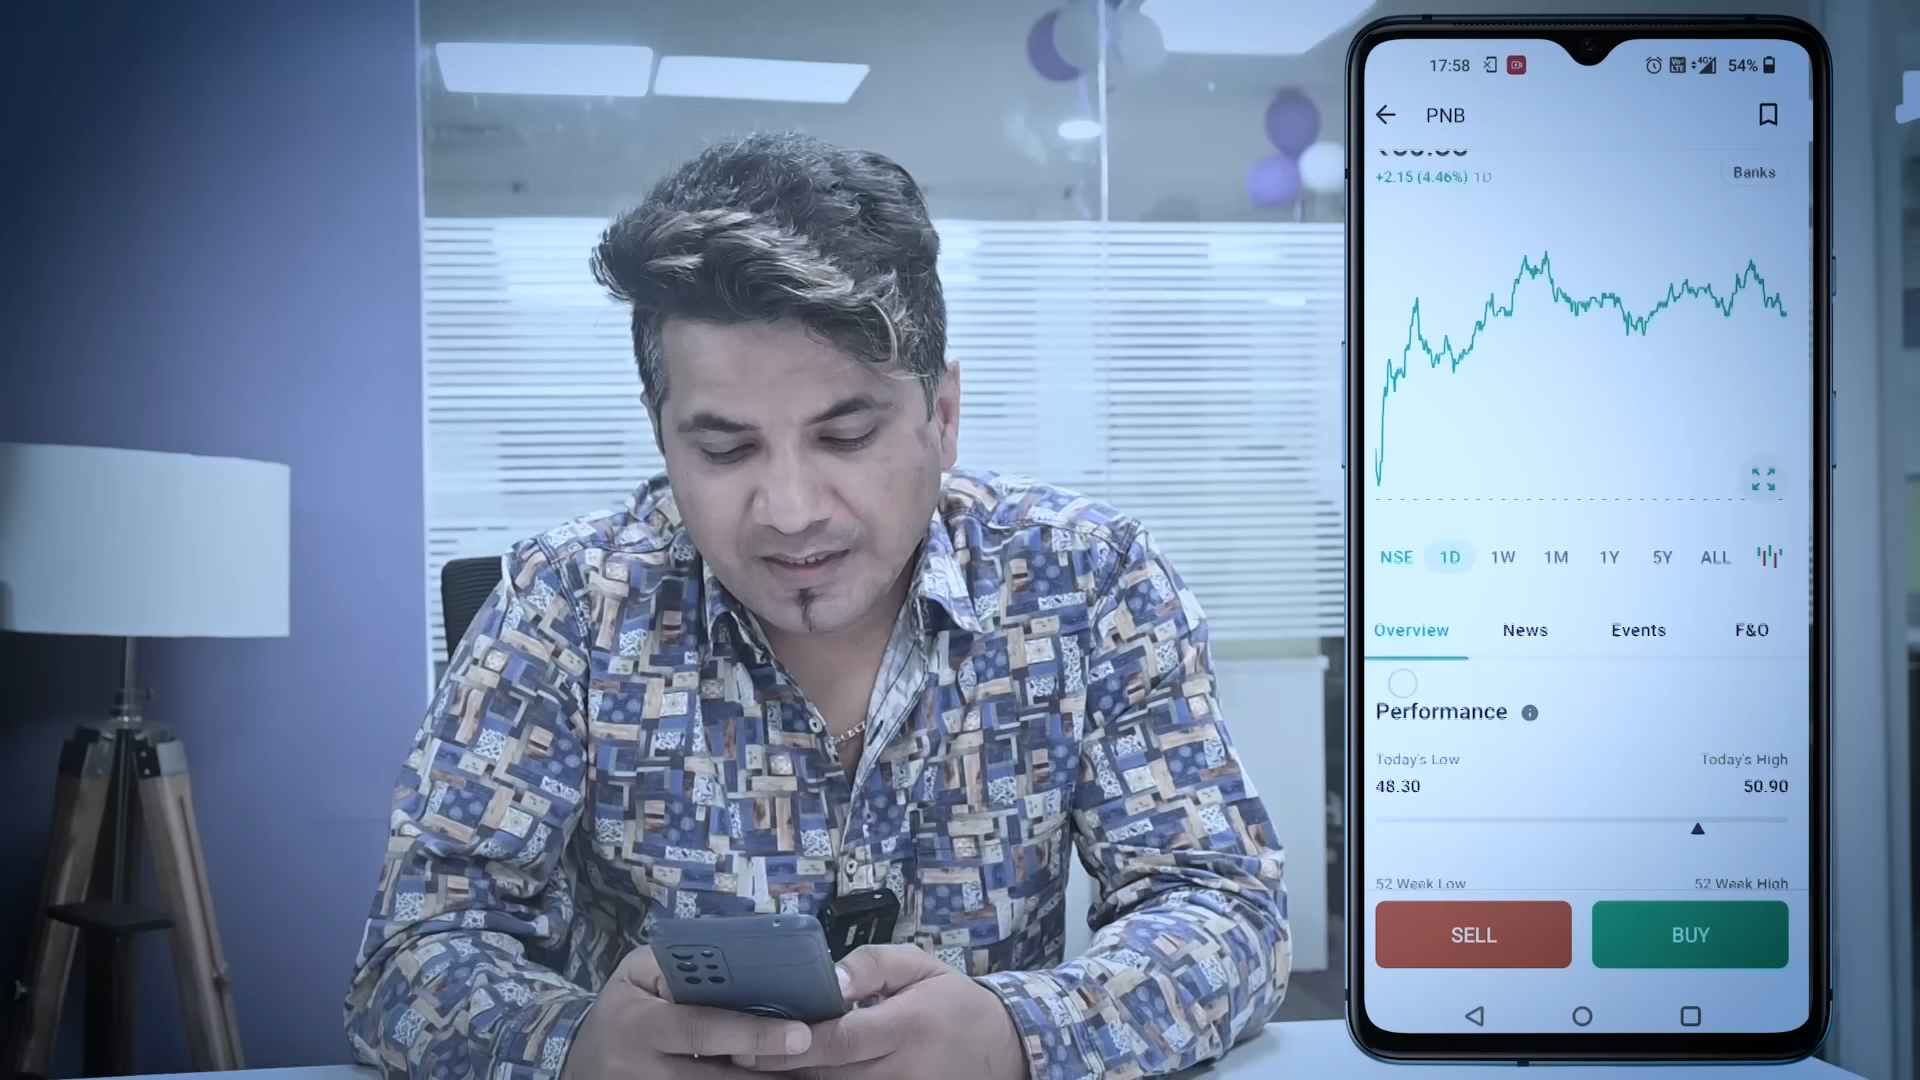 17:58
54%
PNB
+2.15 (4.46%) 1D
Banks
NSE 1D 1W 1M 1Y 5Y ALL
Overview News Events F&O
Performance
Today's Low Today's High
48.30 50.90
52 Week Low 52 Week High
SELL BUY